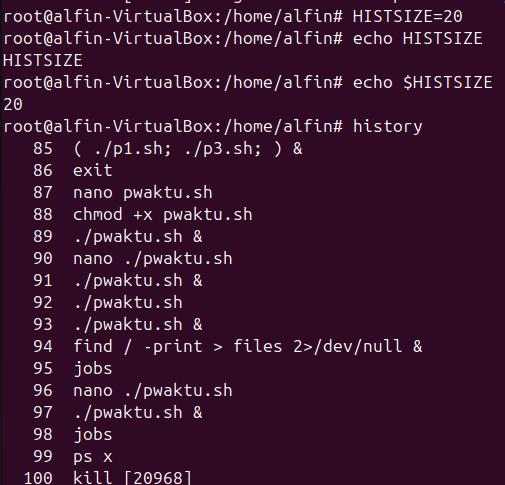 root@alfin-VirtualBox:/home/alfin# HISTSIZE=20
root@alfin-VirtualBox:/home/alfin# echo HISTSIZE
HISTSIZE
root@alfin-VirtualBox:/home/alfin# echo $HISTSIZE
20
root@alfin-VirtualBox:/home/alfin# history
   85  ( ./p1.sh; ./p3.sh; ) &
   86  exit
   87  nano pwaktu.sh
   88  chmod +x pwaktu.sh
   89  ./pwaktu.sh &
   90  nano ./pwaktu.sh
   91  ./pwaktu.sh &
   92  ./pwaktu.sh
   93  ./pwaktu.sh &
   94  find / -print > files 2>/dev/null &
   95  jobs
   96  nano ./pwaktu.sh
   97  ./pwaktu.sh &
   98  jobs
   99  ps x
  100  kill [20968]